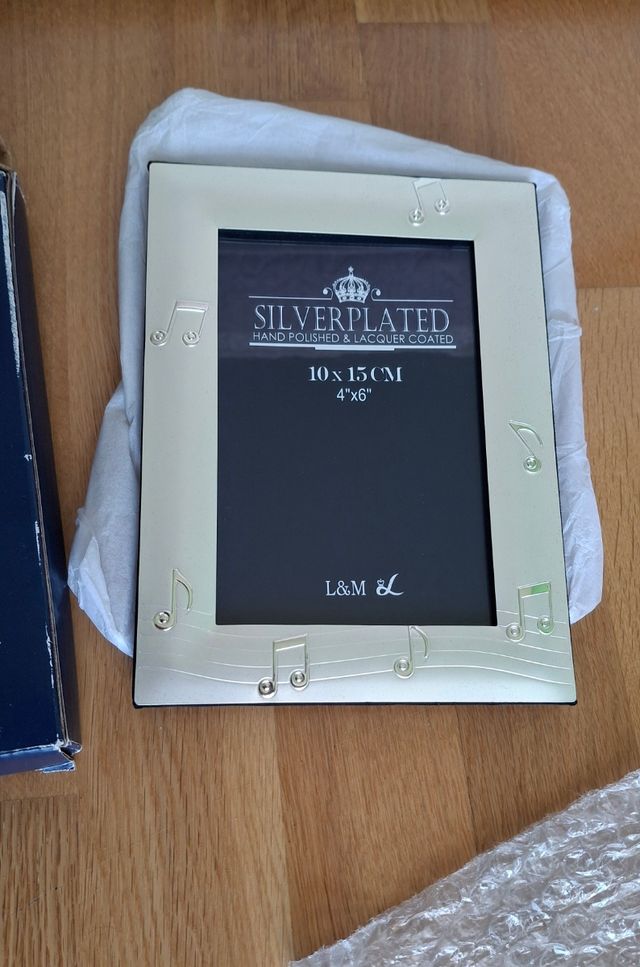 SILVERPLATED
HAND POLISHED & LACQUER COATED
10 x 15 CM
4"x6"
L&M L